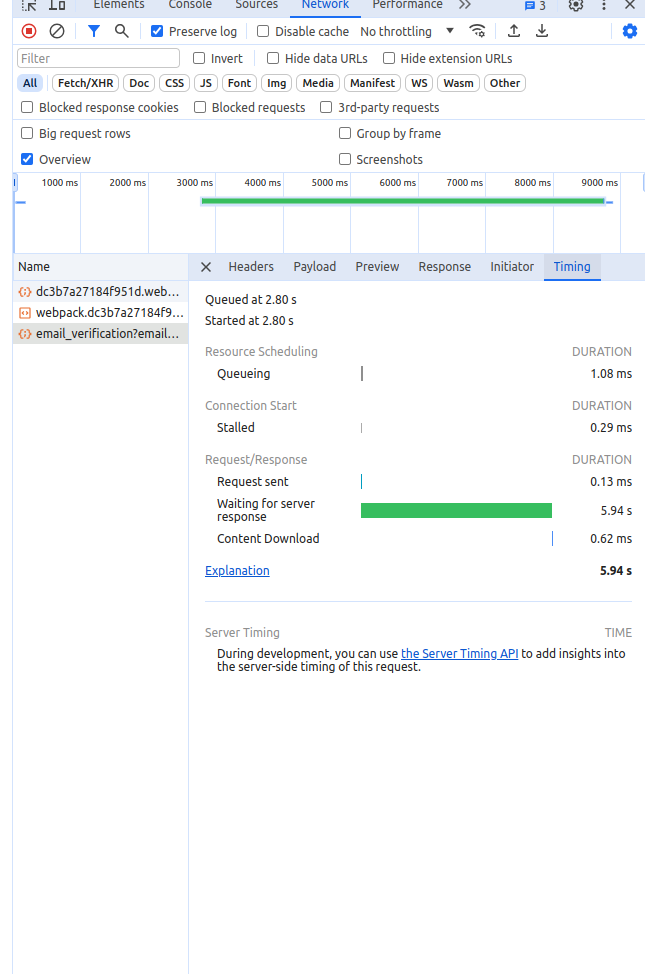 Elements Console Sources Network Performance 3
Preserve log Disable cache No throttling
Filter Invert Hide data URLs Hide extension URLs
All Fetch/XHR Doc CSS JS Font Img Media Manifest WS Wasm Other
Blocked response cookies Blocked requests 3rd-party requests
Big request rows Group by frame
Overview Screenshots
1000 ms 2000 ms 3000 ms 4000 ms 5000 ms 6000 ms 7000 ms 8000 ms 9000 ms
Name Headers Payload Preview Response Initiator Timing
dc3b7a27184f951d.web...
webpack.dc3b7a27184f9...
email_verification?email...
Queued at 2.80 s
Started at 2.80 s
Resource Scheduling DURATION
Queueing 1.08 ms
Connection Start DURATION
Stalled 0.29 ms
Request/Response DURATION
Request sent 0.13 ms
Waiting for server
response 5.94 s
Content Download 0.62 ms
Explanation 5.94 s
Server Timing TIME
During development, you can use the Server Timing API to add insights into
the server-side timing of this request.